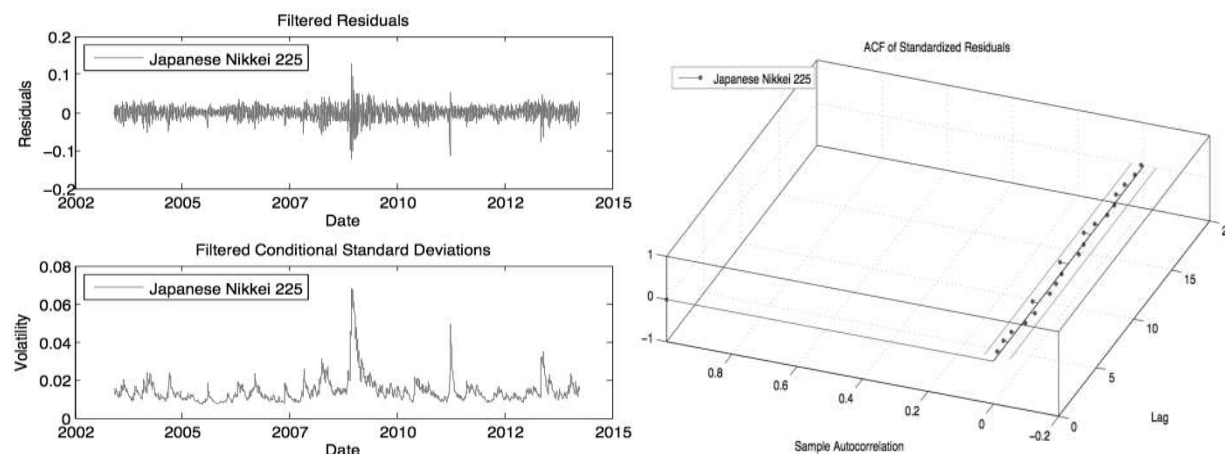 Filtered Residuals
0.2
0.1
0
−0.1
−0.2
Residuals
Japanese Nikkei 225
2002 2005 2007 2010 2012 2015
Date
Filtered Conditional Standard Deviations
0.08
0.06
0.04
0.02
0
Volatility
Japanese Nikkei 225
2002 2005 2007 2010 2012 2015
Date
ACF of Standardized Residuals
Japanese Nikkei 225
1
0
−1
0.8 0.6 0.4 0.2 0 −0.2
Sample Autocorrelation
0 5 10 15 2
Lag